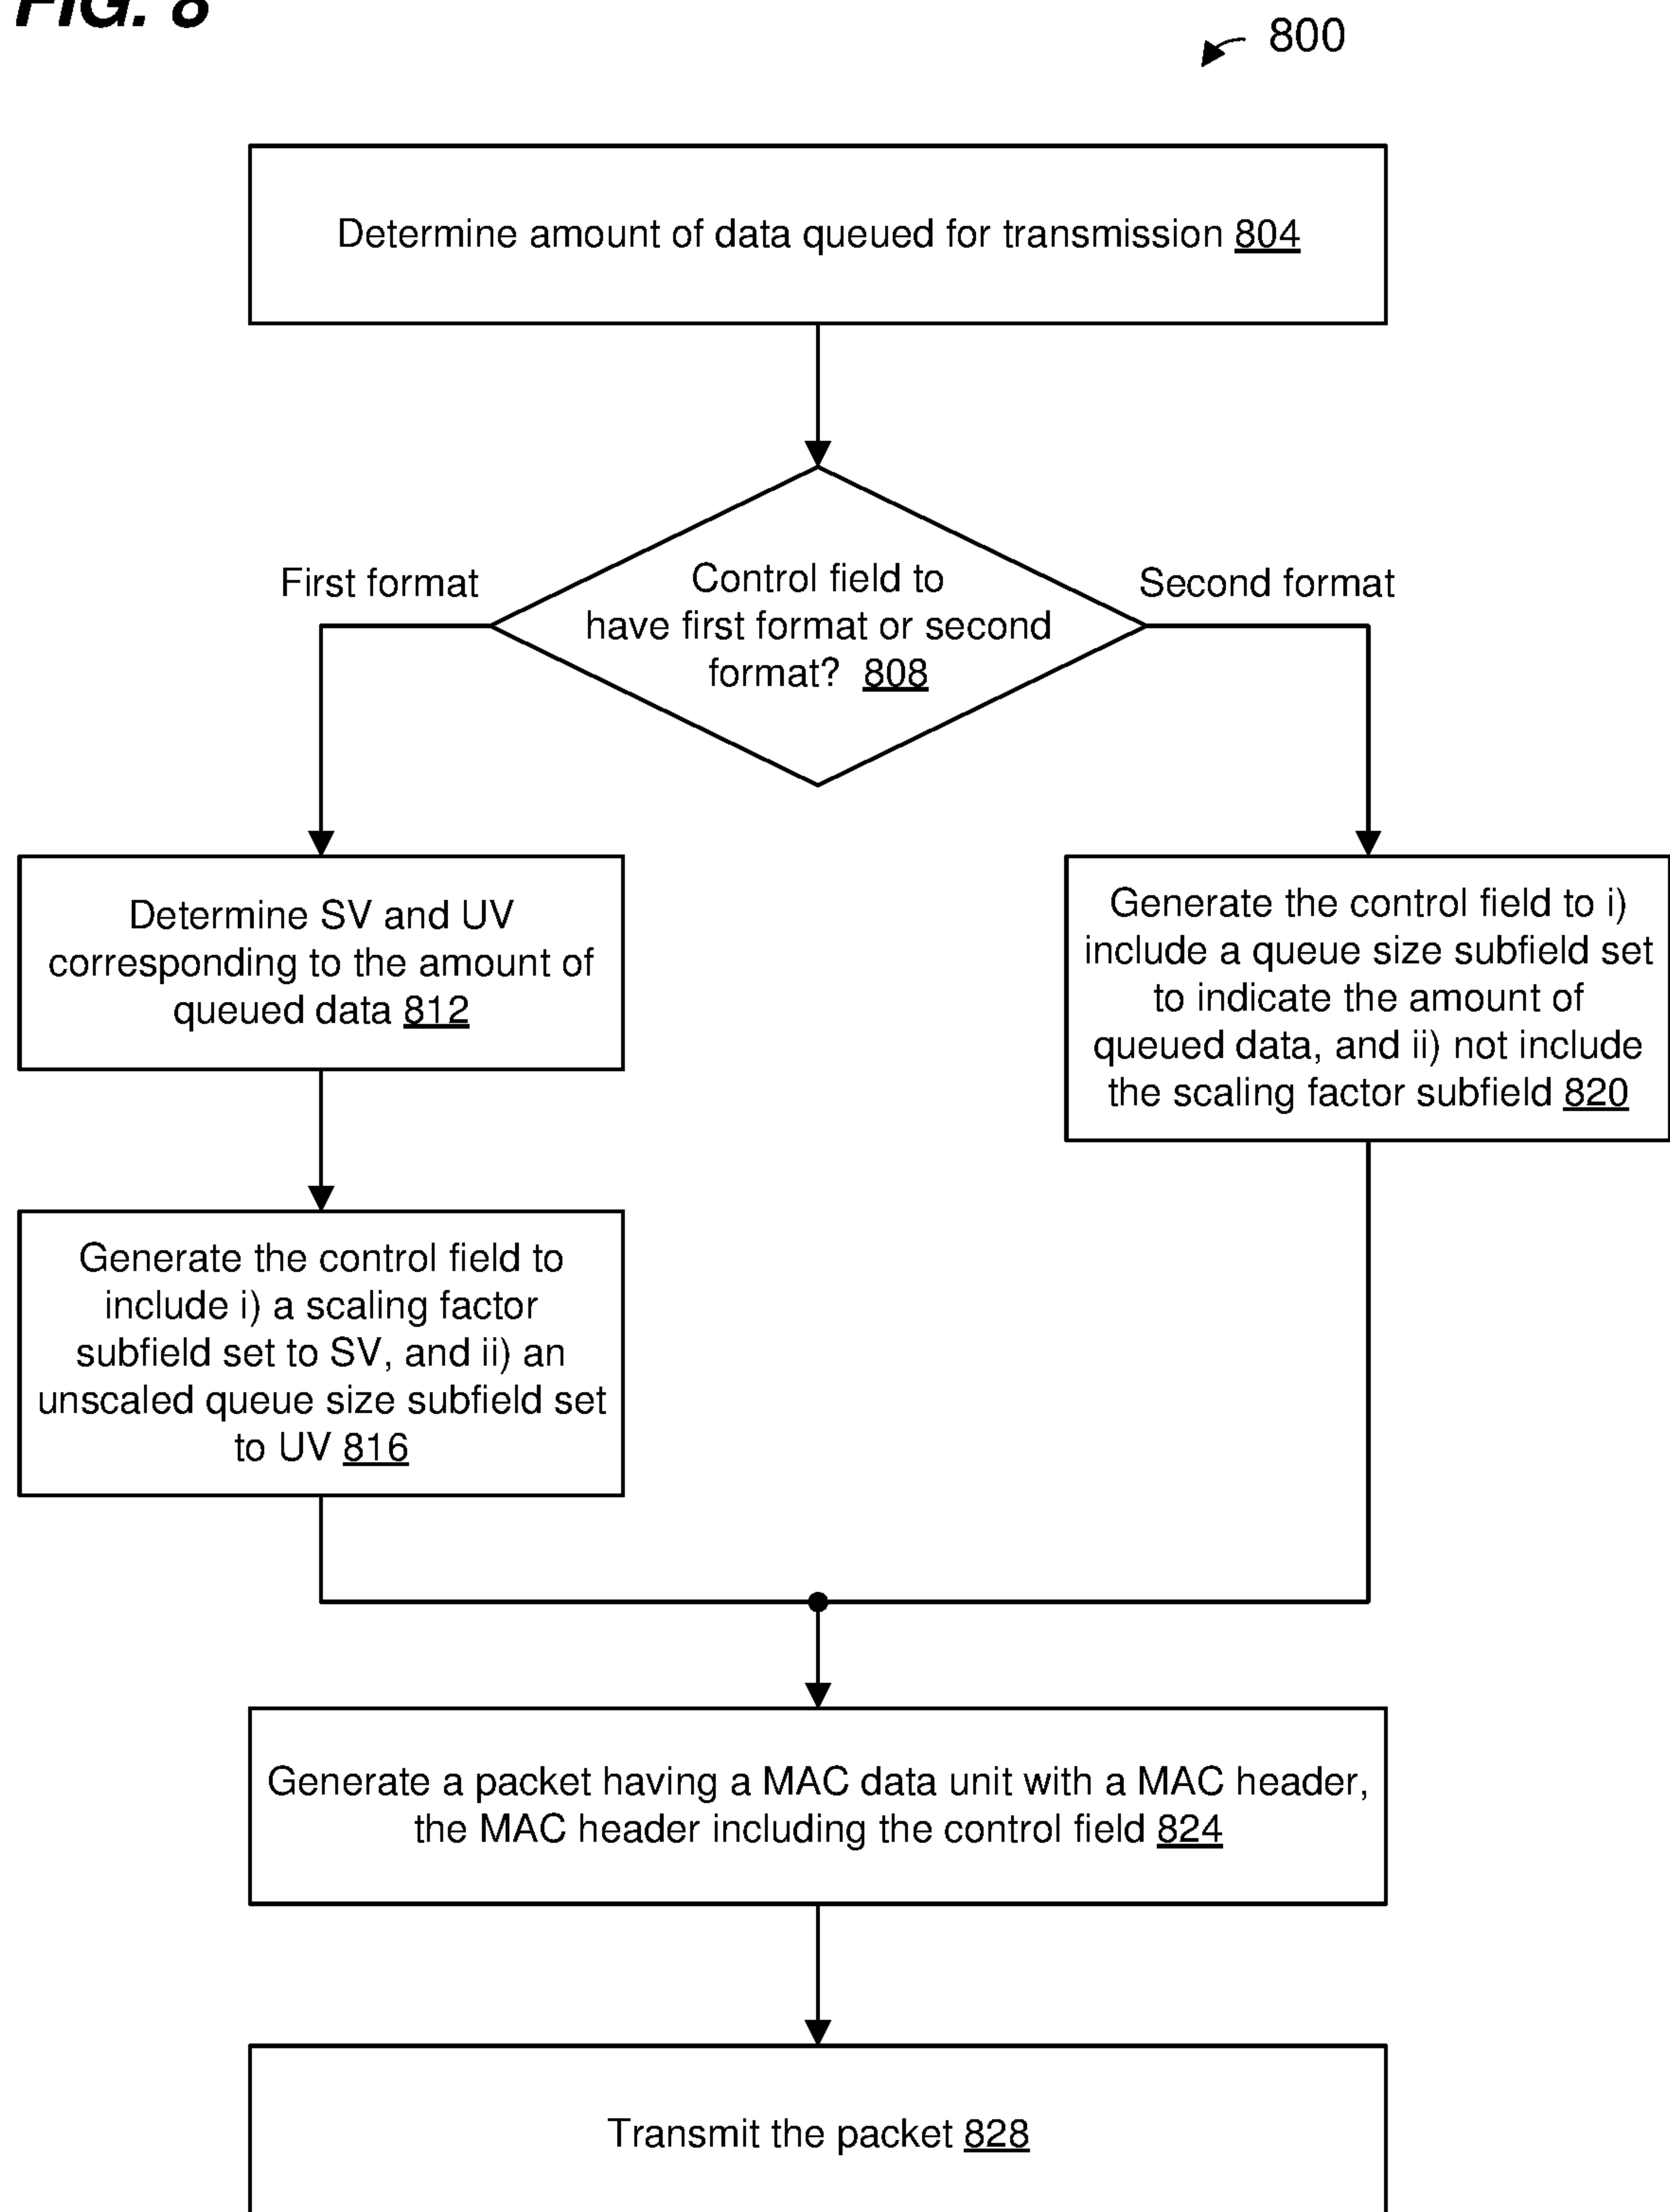 FIG. 8
800
Determine amount of data queued for transmission 804
First format
Control field to
have first format or second
format? 808
Second format
Determine SV and UV
corresponding to the amount of
queued data 812
Generate the control field to i)
include a queue size subfield set
to indicate the amount of
queued data, and ii) not include
the scaling factor subfield 820
Generate the control field to
include i) a scaling factor
subfield set to SV, and ii) an
unscaled queue size subfield set
to UV 816
Generate a packet having a MAC data unit with a MAC header,
the MAC header including the control field 824
Transmit the packet 828